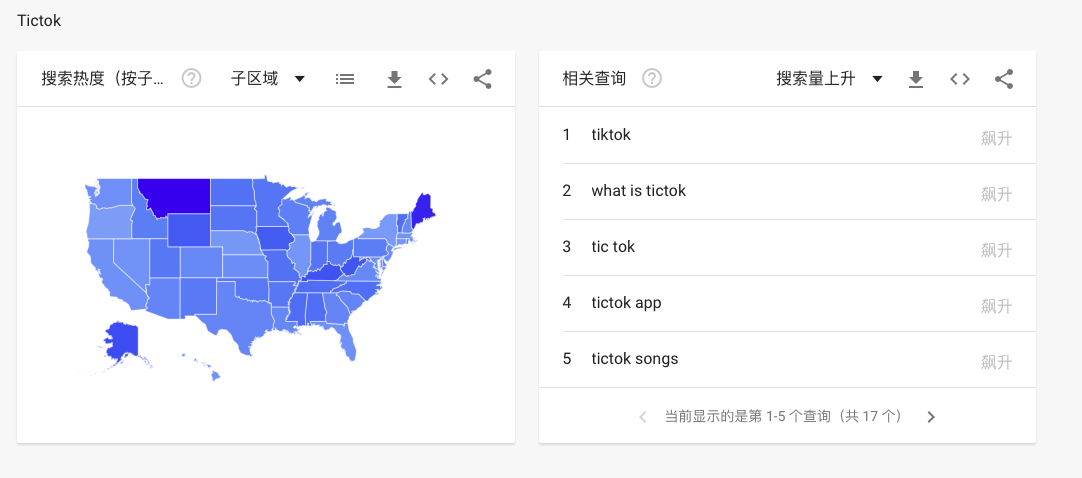 Tictok
搜索热度（按子…
子区域
相关查询
搜索量上升
1 tiktok 飙升
2 what is tictok 飙升
3 tic tok 飙升
4 tictok app 飙升
5 tictok songs 飙升
当前显示的是第 1-5 个查询（共 17 个）